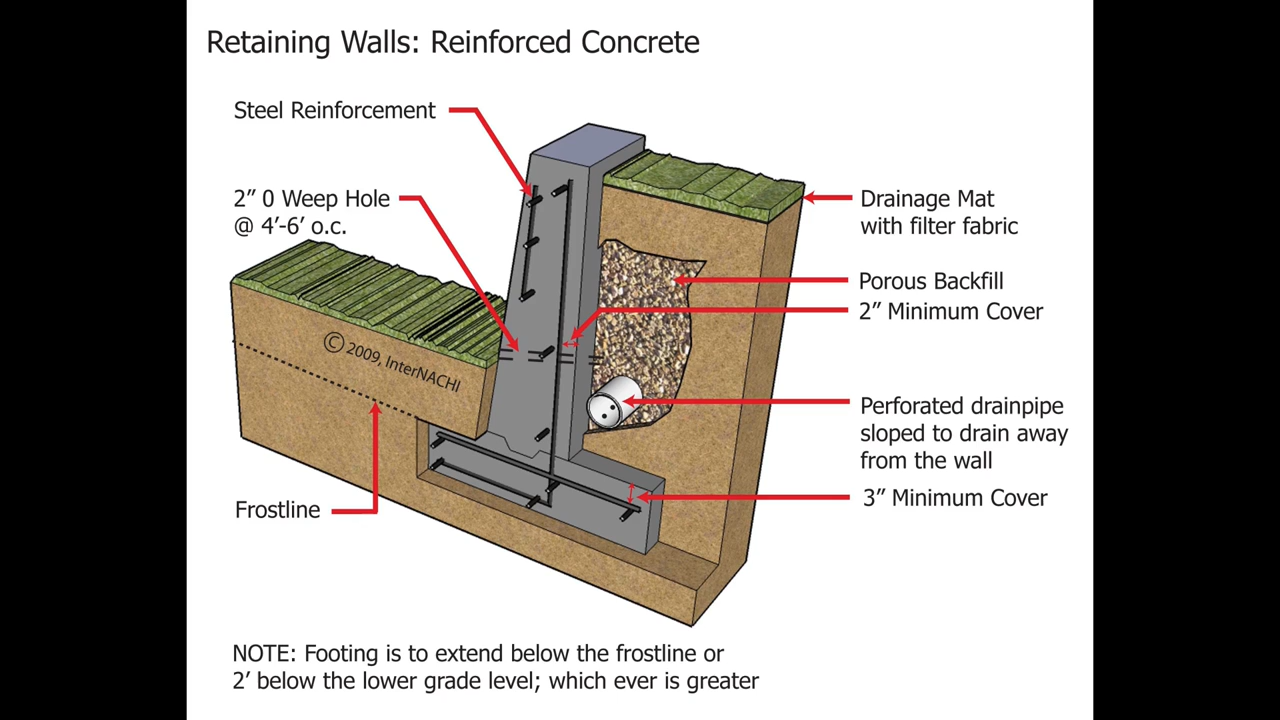 Retaining Walls: Reinforced Concrete
Steel Reinforcement
2” 0 Weep Hole
@ 4’-6’ o.c.
Drainage Mat
with filter fabric
Porous Backfill
2” Minimum Cover
© 2009, InterNACHI
Perforated drainpipe
sloped to drain away
from the wall
3” Minimum Cover
Frostline
NOTE: Footing is to extend below the frostline or
2’ below the lower grade level; which ever is greater